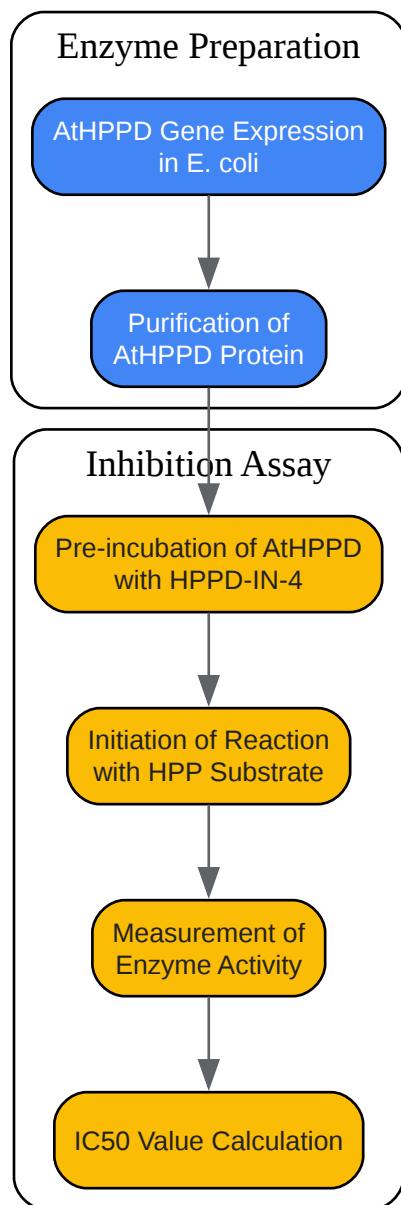 Enzyme Preparation
AtHPPD Gene Expression
in E. coli
Purification of
AtHPPD Protein
Inhibition Assay
Pre-incubation of AtHPPD
with HPPD-IN-4
Initiation of Reaction
with HPP Substrate
Measurement of
Enzyme Activity
IC50 Value Calculation